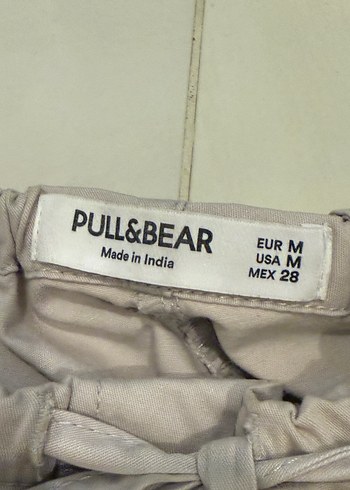 PULL&BEAR
Made in India
EUR M
USA M
MEX 28